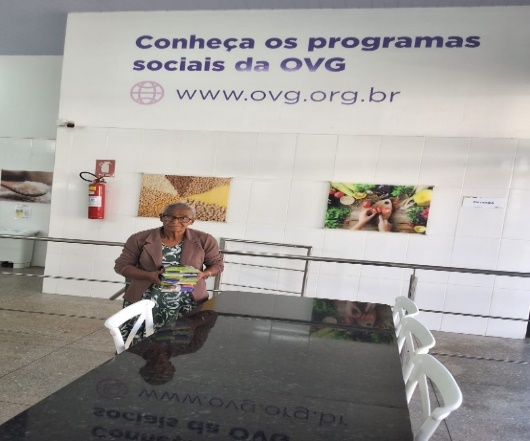 Conheça os programas
sociais da OVG
www.ovg.org.br